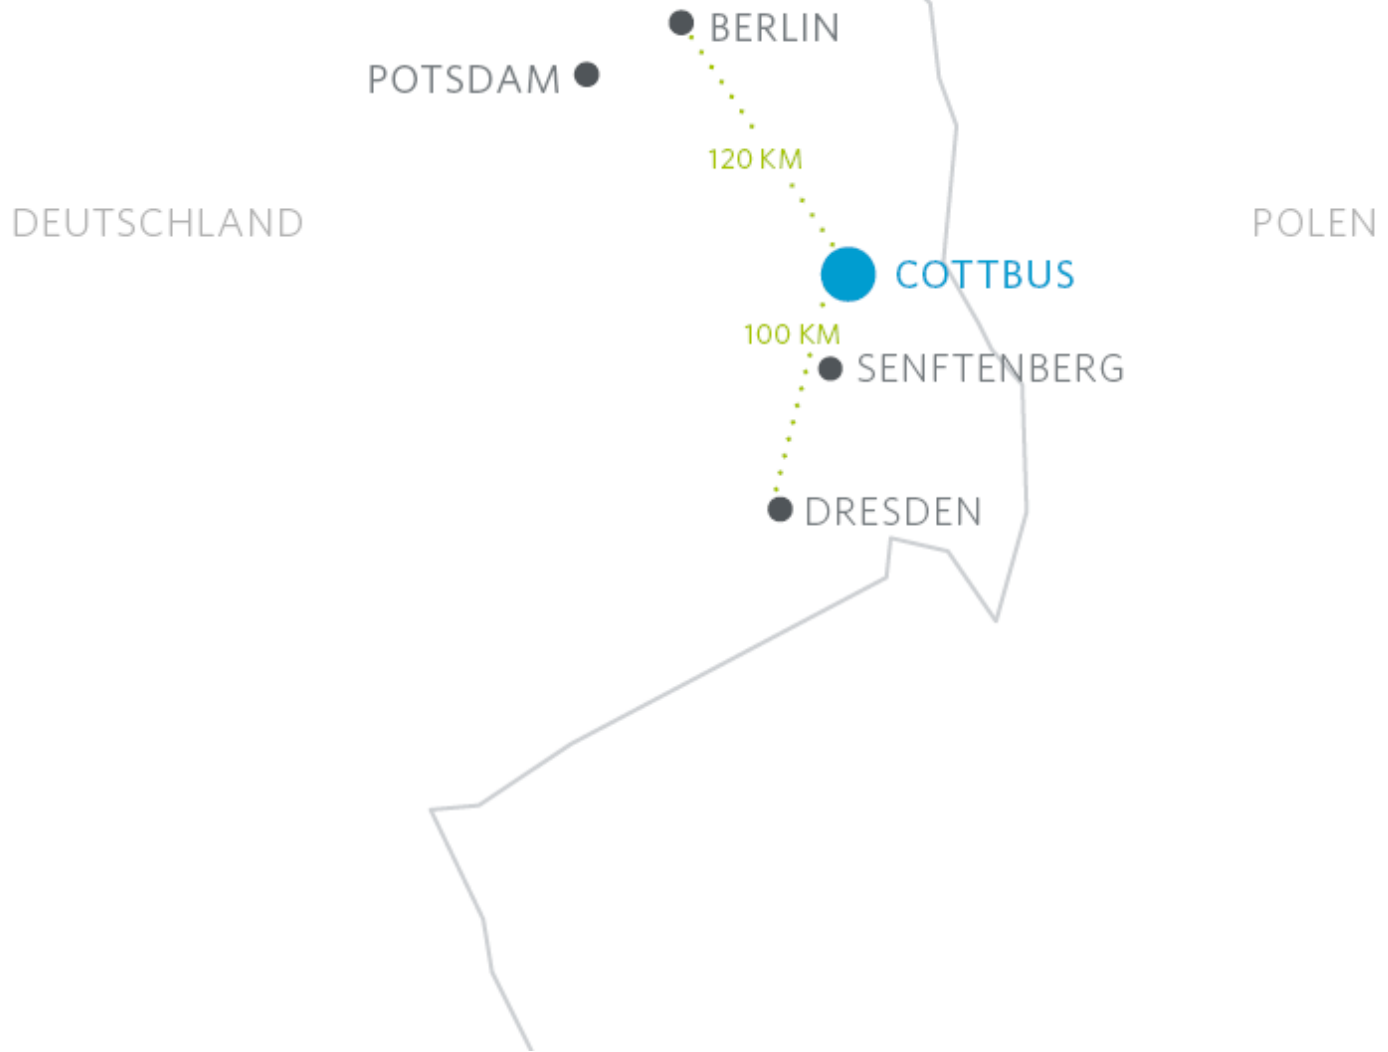 BERLIN
POTSDAM
120 KM
DEUTSCHLAND
POLEN
COTTBUS
100 KM
SENFTENBERG
DRESDEN